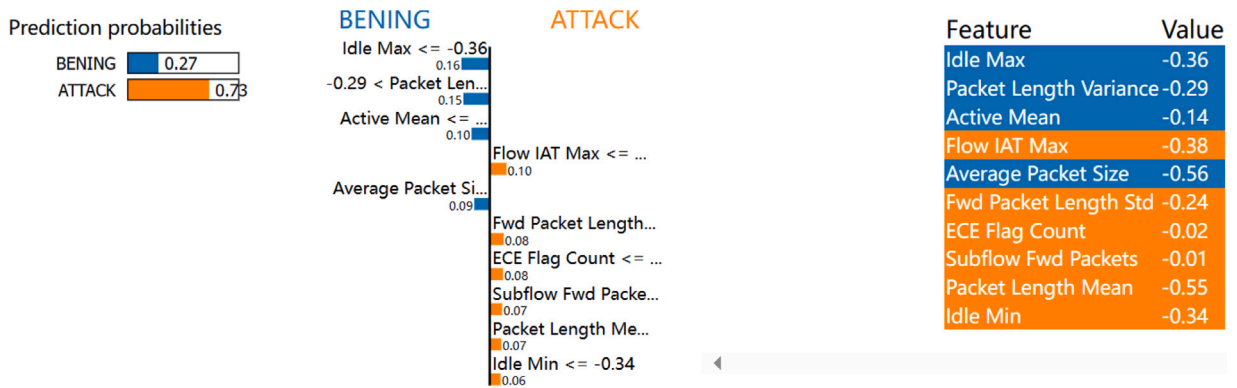 Prediction probabilities
BENING 0.27
ATTACK 0.73
BENING ATTACK
Idle Max <= -0.36
0.16
-0.29 < Packet Len...
0.15
Active Mean <= ...
0.10
Flow IAT Max <= ...
0.10
Average Packet Si...
0.09
Fwd Packet Length...
0.08
ECE Flag Count <= ...
0.08
Subflow Fwd Packe...
0.07
Packet Length Me...
0.07
Idle Min <= -0.34
0.06
Feature Value
Idle Max -0.36
Packet Length Variance -0.29
Active Mean -0.14
Flow IAT Max -0.38
Average Packet Size -0.56
Fwd Packet Length Std -0.24
ECE Flag Count -0.02
Subflow Fwd Packets -0.01
Packet Length Mean -0.55
Idle Min -0.34